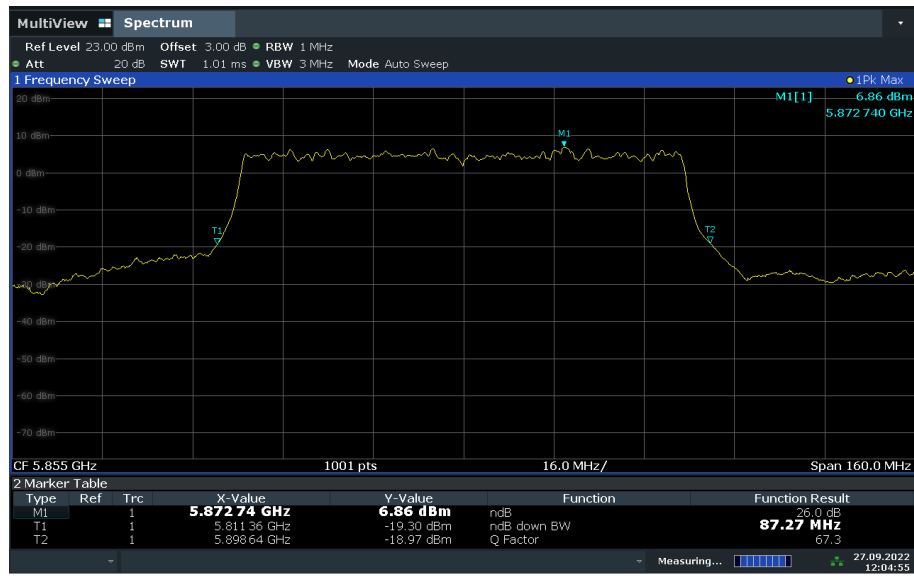 MultiView Spectrum
Ref Level 23.00 dBm Offset 3.00 dB RBW 1 MHz
Att 20 dB SWT 1.01 ms VBW 3 MHz Mode Auto Sweep
1 Frequency Sweep 1Pk Max
M1[1] 6.86 dBm
5.872 740 GHz
20 dBm
10 dBm
M1
0 dBm
-10 dBm
T1 T2
-20 dBm
-30 dBm
-40 dBm
-50 dBm
-60 dBm
-70 dBm
CF 5.855 GHz 1001 pts 16.0 MHz/ Span 160.0 MHz
2 Marker Table
Type Ref Trc X-Value Y-Value Function Function Result
M1 1 5.872 74 GHz 6.86 dBm ndB 26.0 dB
T1 1 5.811 36 GHz -19.30 dBm ndB down BW 87.27 MHz
T2 1 5.898 64 GHz -18.97 dBm Q Factor 67.3
Measuring... 27.09.2022
12:04:55